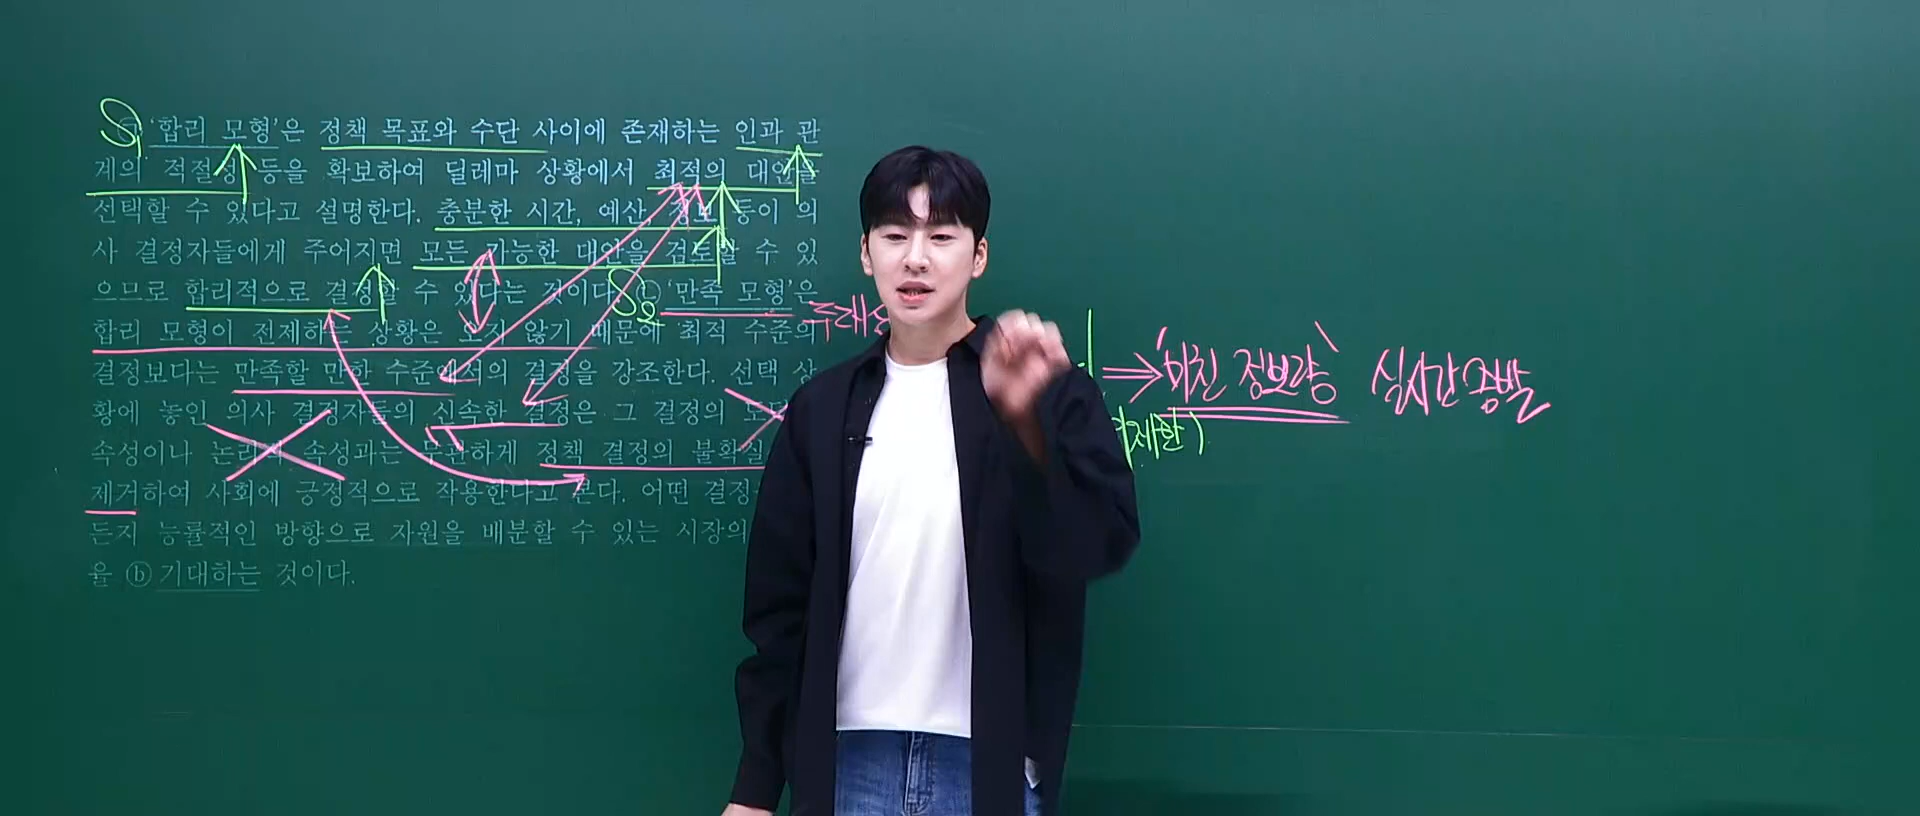 S₁ ㉠ '합리 모형'은 정책 목표와 수단 사이에 존재하는 인과 관
계의 적절성 등을 확보하여 딜레마 상황에서 최적의 대안을
선택할 수 있다고 설명한다. 충분한 시간, 예산, 정보 등이 의
사 결정자들에게 주어지면 모든 가능한 대안을 검토할 수 있
으므로 합리적으로 결정할 수 있다는 것이다. S₂ ㉡ '만족 모형'은
합리 모형이 전제하는 상황은 오지 않기 때문에 최적 수준의
결정보다는 만족할 만한 수준에서의 결정을 강조한다. 선택 상
황에 놓인 의사 결정자들의 신속한 결정은 그 결정의 도덕
속성이나 논리적 속성과는 무관하게 정책 결정의 불확실
제거하여 사회에 긍정적으로 작용한다고 본다. 어떤 결정
든지 능률적인 방향으로 자원을 배분할 수 있는 시장의
을 ⓑ 기대하는 것이다.
⇒ '미친 정보량' 실시간 증발
제한)